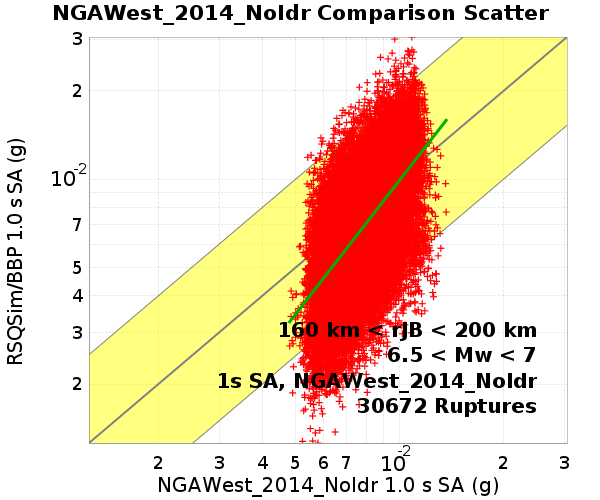 NGAWest_2014_NoIdr Comparison Scatter
RSQSim/BBP 1.0 s SA (g)
3
2
10^-2
7
5
4
3
2
160 km < rJB < 200 km
6.5 < Mw < 7
1s SA, NGAWest_2014_NoIdr
30672 Ruptures
2 3 4 5 6 7 10^-2 2 3
NGAWest_2014_NoIdr 1.0 s SA (g)